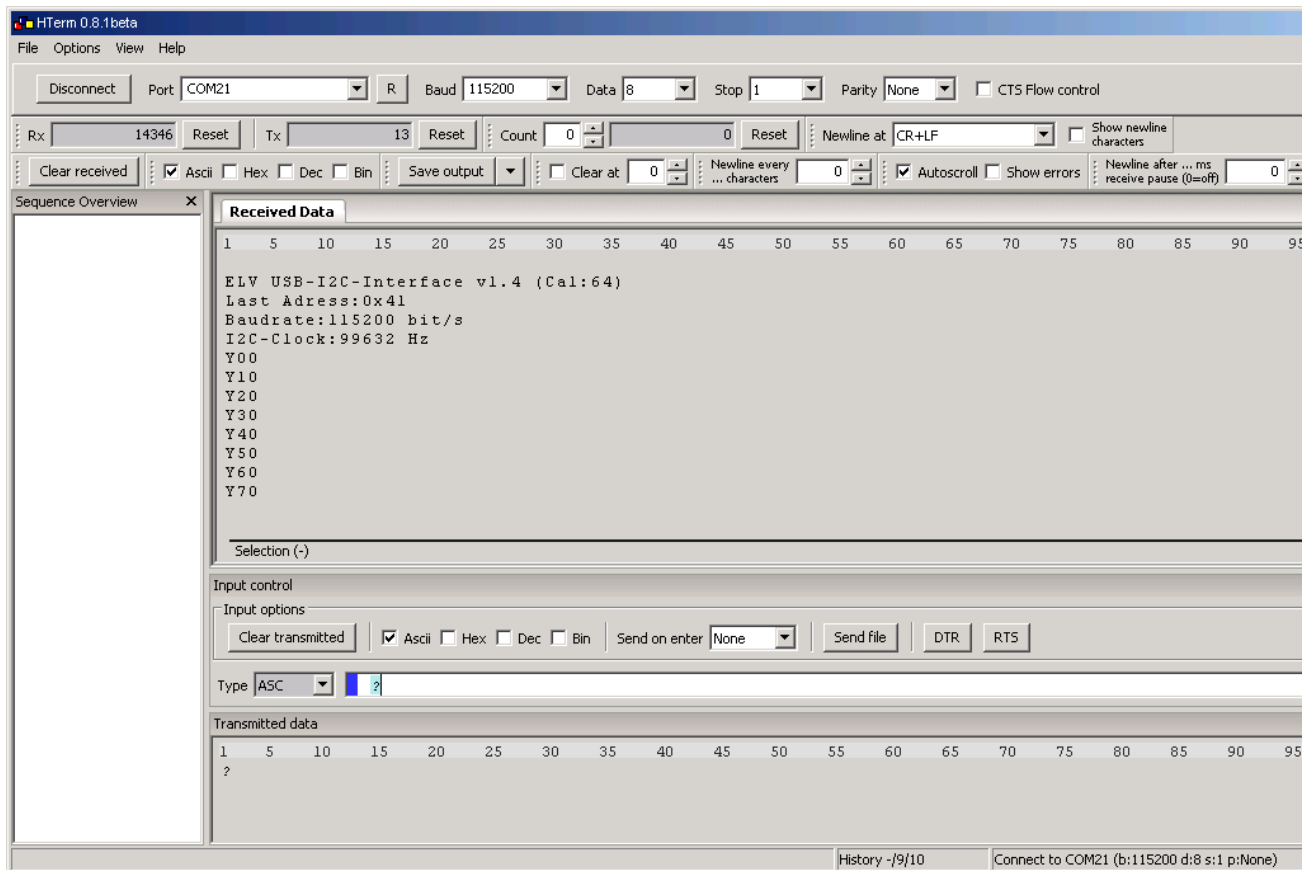 HTerm 0.8.1beta
File Options View Help
Disconnect Port COM21 R Baud 115200 Data 8 Stop 1 Parity None CTS Flow control
Rx 14346 Reset Tx 13 Reset Count 0 0 Reset Newline at CR+LF Show newline characters
Clear received Ascii Hex Dec Bin Save output Clear at 0 Newline every ... characters 0 Autoscroll Show errors Newline after ... ms receive pause (0=off) 0
Sequence Overview X
Received Data
1 5 10 15 20 25 30 35 40 45 50 55 60 65 70 75 80 85 90 95
ELV USB-I2C-Interface v1.4 (Cal:64)
Last Adress:0x41
Baudrate:115200 bit/s
I2C-Clock:99632 Hz
Y00
Y10
Y20
Y30
Y40
Y50
Y60
Y70
Selection (-)
Input control
Input options
Clear transmitted Ascii Hex Dec Bin Send on enter None Send file DTR RTS
Type ASC ?
Transmitted data
1 5 10 15 20 25 30 35 40 45 50 55 60 65 70 75 80 85 90 95
?
History -/9/10 Connect to COM21 (b:115200 d:8 s:1 p:None)